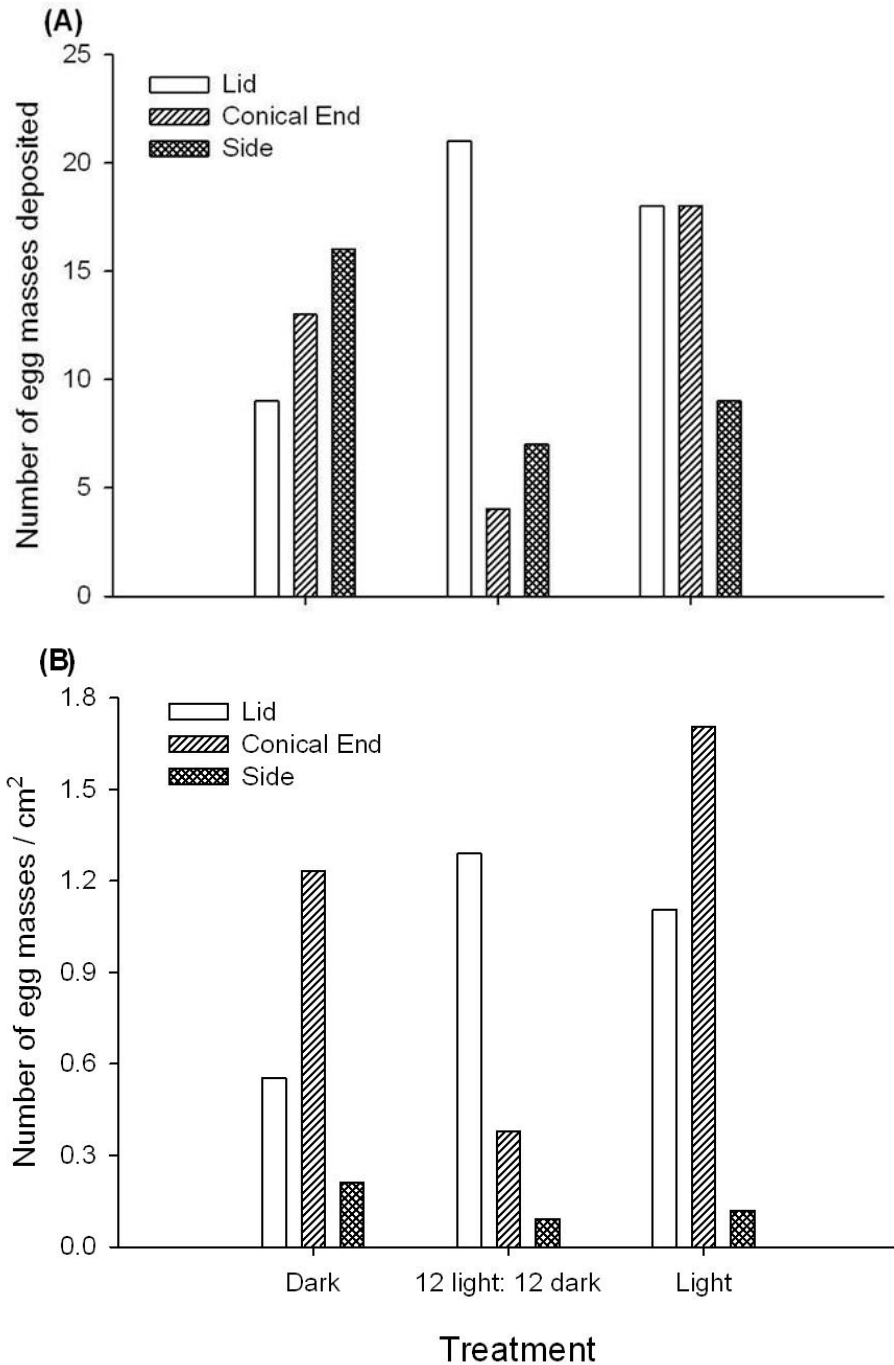 (A)
25
20
15
10
5
0
Number of egg masses deposited
Lid
Conical End
Side
(B)
1.8
1.5
1.2
0.9
0.6
0.3
0.0
Number of egg masses / cm²
Lid
Conical End
Side
Dark 12 light: 12 dark Light
Treatment